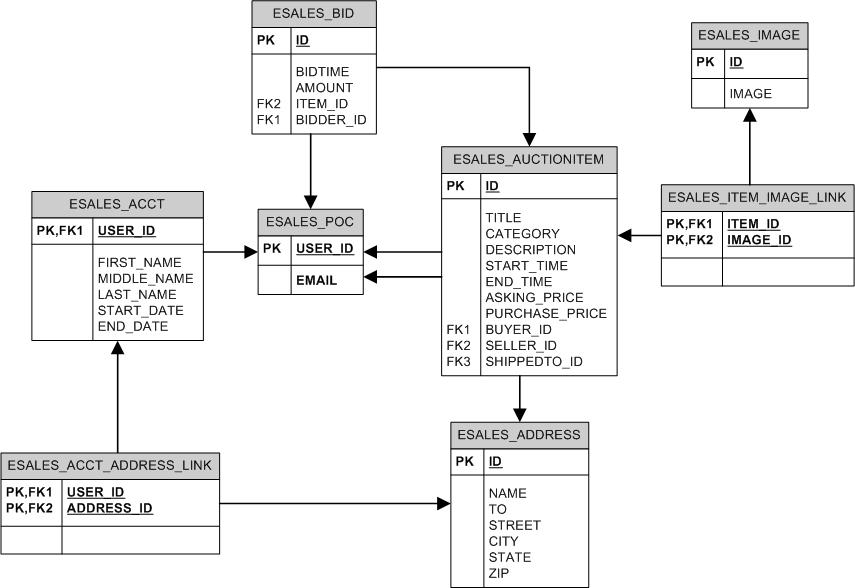 ESALES_BID
PK ID
BIDTIME
AMOUNT
FK2 ITEM_ID
FK1 BIDDER_ID
ESALES_IMAGE
PK ID
IMAGE
ESALES_AUCTIONITEM
PK ID
TITLE
CATEGORY
DESCRIPTION
START_TIME
END_TIME
ASKING_PRICE
PURCHASE_PRICE
FK1 BUYER_ID
FK2 SELLER_ID
FK3 SHIPPEDTO_ID
ESALES_ITEM_IMAGE_LINK
PK,FK1 ITEM_ID
PK,FK2 IMAGE_ID
ESALES_ACCT
PK,FK1 USER_ID
FIRST_NAME
MIDDLE_NAME
LAST_NAME
START_DATE
END_DATE
ESALES_POC
PK USER_ID
EMAIL
ESALES_ACCT_ADDRESS_LINK
PK,FK1 USER_ID
PK,FK2 ADDRESS_ID
ESALES_ADDRESS
PK ID
NAME
TO
STREET
CITY
STATE
ZIP